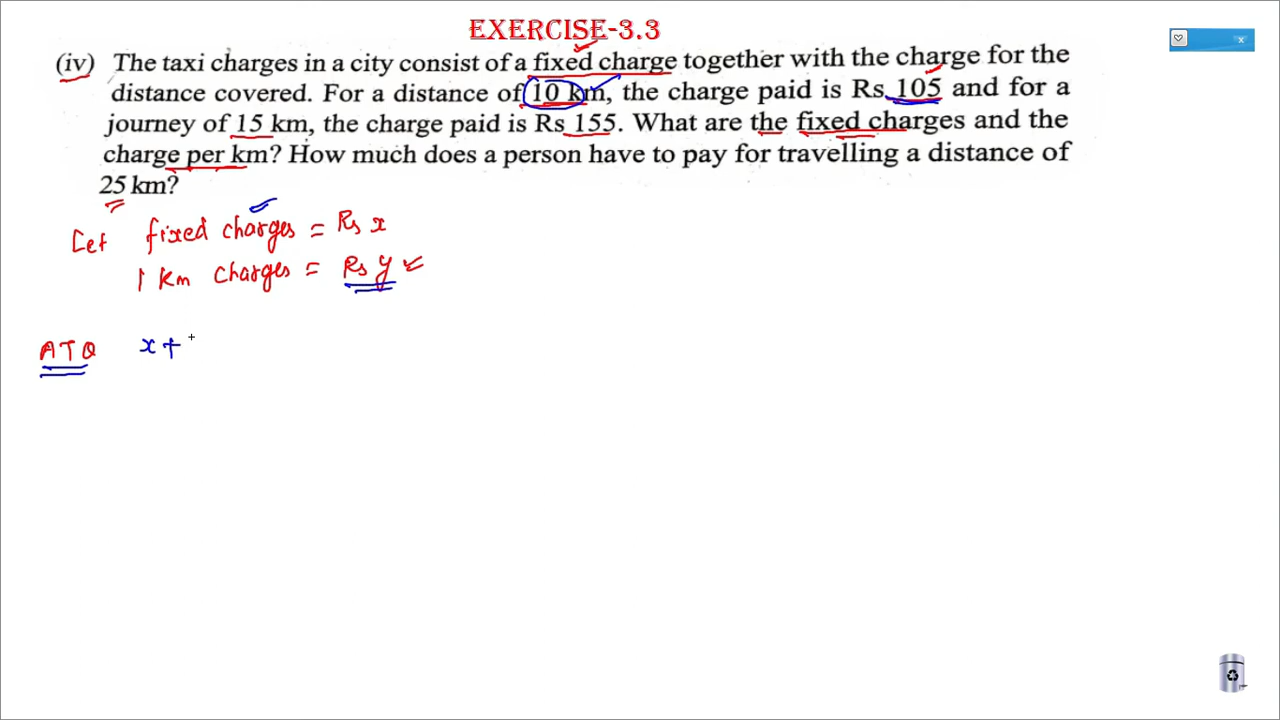 EXERCISE-3.3
(iv) The taxi charges in a city consist of a fixed charge together with the charge for the
distance covered. For a distance of 10 km, the charge paid is Rs 105 and for a
journey of 15 km, the charge paid is Rs 155. What are the fixed charges and the
charge per km? How much does a person have to pay for travelling a distance of
25 km?
Let fixed charges = Rs x
1 km charges = Rs y
ATQ x +